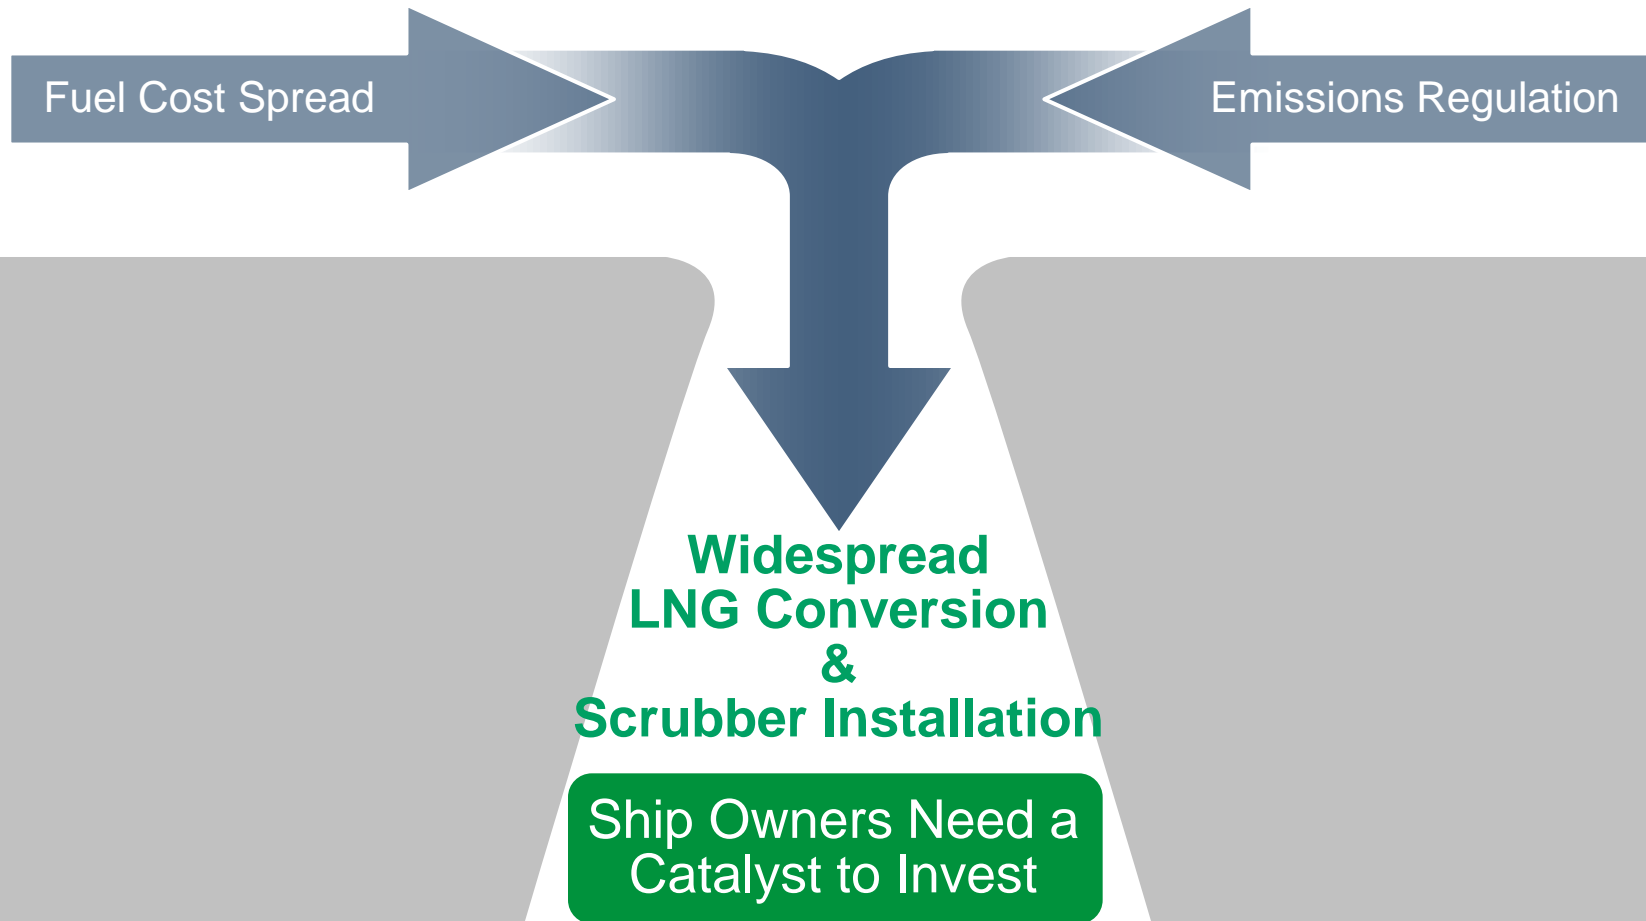 Fuel Cost Spread
Emissions Regulation
Widespread
LNG Conversion
&
Scrubber Installation
Ship Owners Need a
Catalyst to Invest